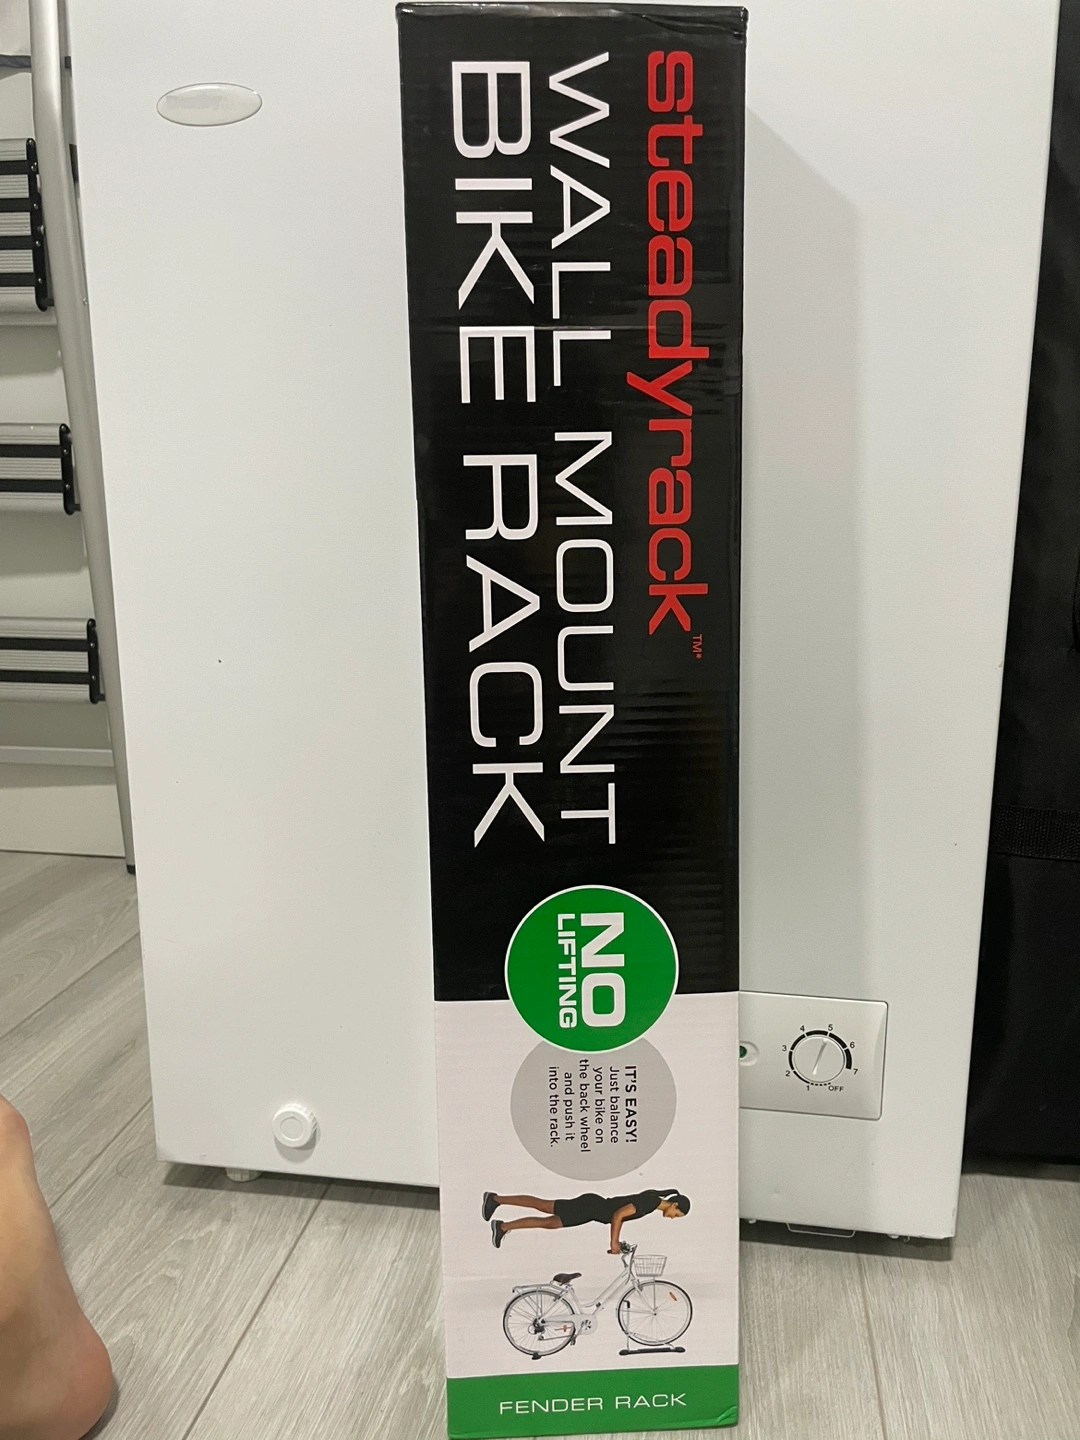 steadyrack™*
WALL MOUNT
BIKE RACK
NO
LIFTING
IT'S EASY!
Just balance
your bike on
the back wheel
and push it
into the rack.
FENDER RACK
1
2
3
4
5
6
7
OFF